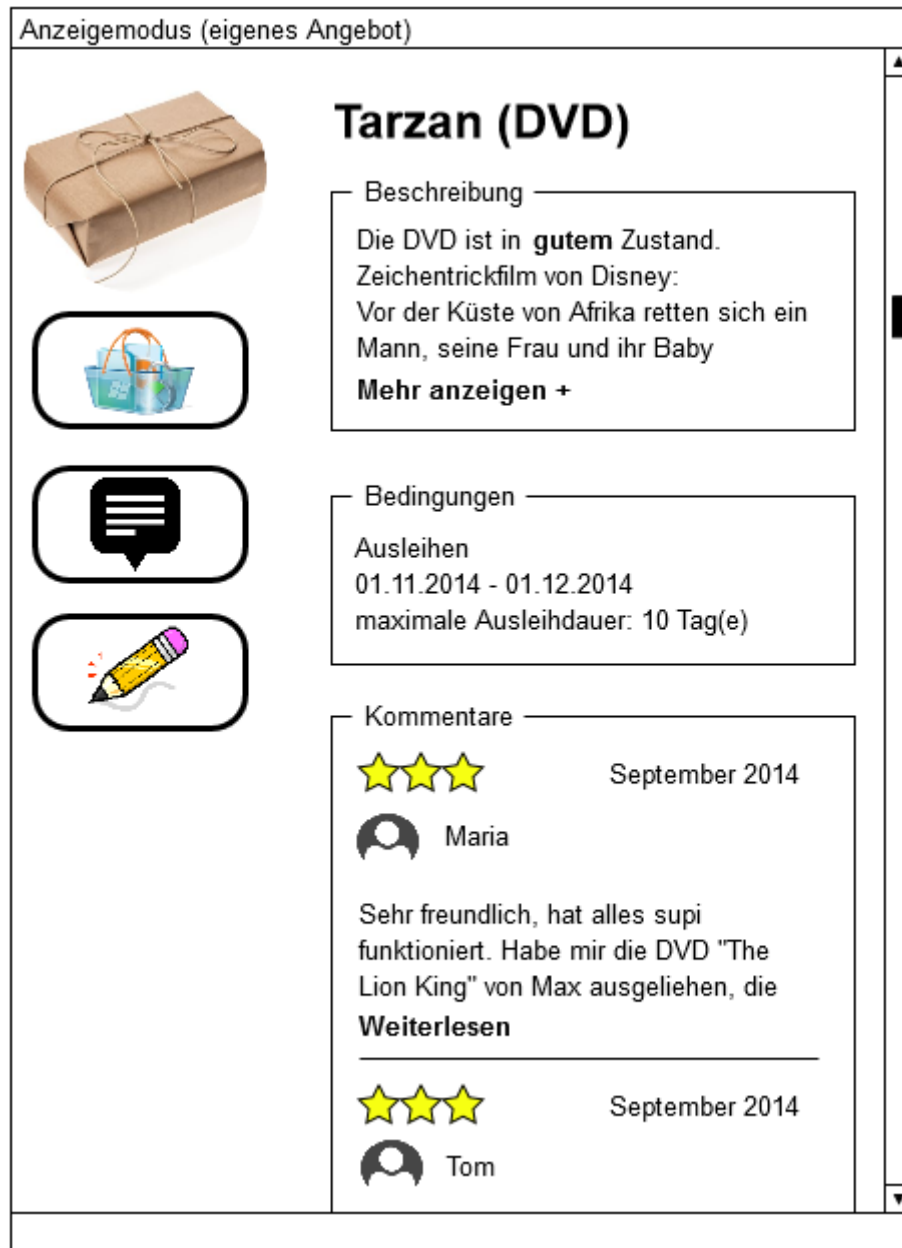 Anzeigemodus (eigenes Angebot)
Tarzan (DVD)
Beschreibung
Die DVD ist in gutem Zustand.
Zeichentrickfilm von Disney:
Vor der Küste von Afrika retten sich ein
Mann, seine Frau und ihr Baby
Mehr anzeigen +
Bedingungen
Ausleihen
01.11.2014 - 01.12.2014
maximale Ausleihdauer: 10 Tag(e)
Kommentare
September 2014
Maria
Sehr freundlich, hat alles supi
funktioniert. Habe mir die DVD "The
Lion King" von Max ausgeliehen, die
Weiterlesen
September 2014
Tom